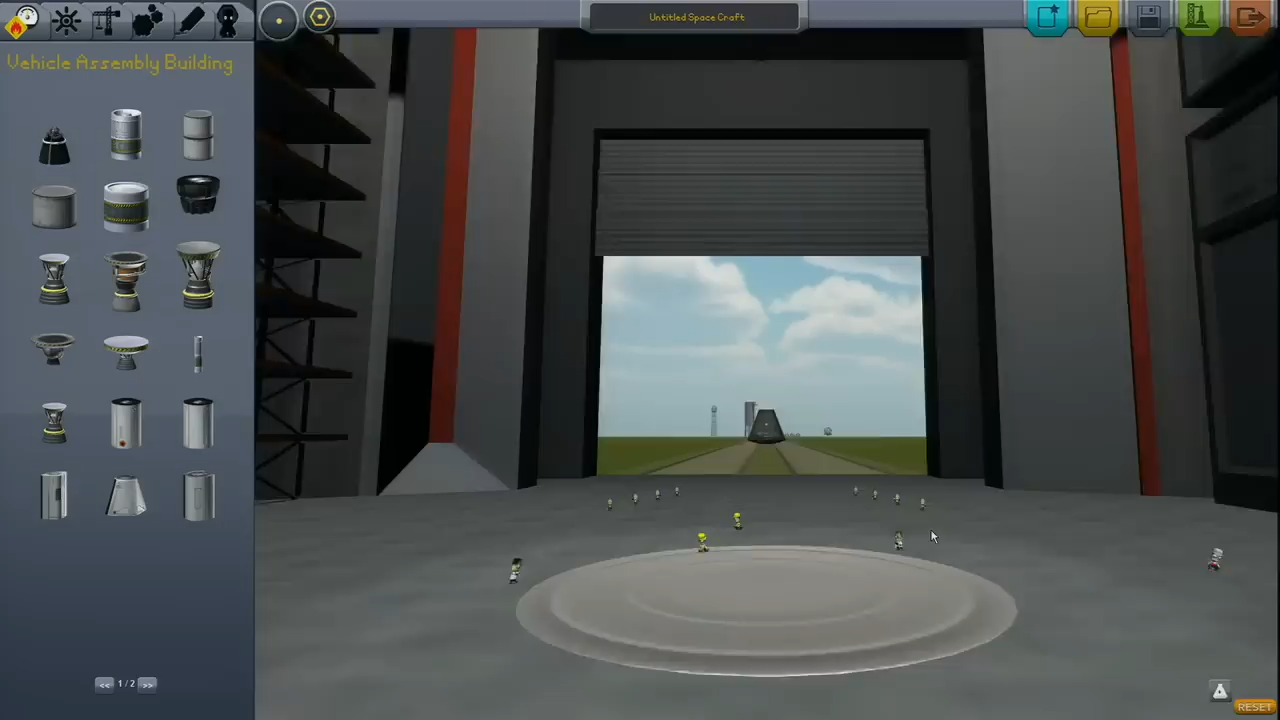 Untitled Space Craft
Vehicle Assembly Building
<< 1/2 >>
RESET